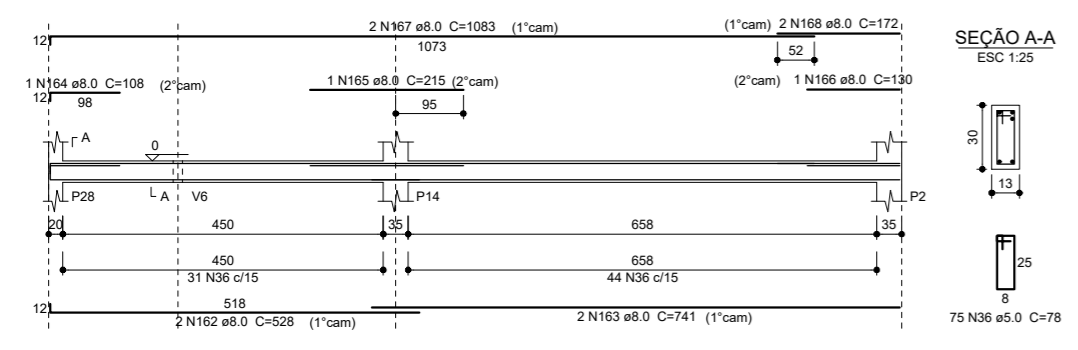 2 N167 ø8.0 C=1083 (1°cam) (1°cam) 2 N168 ø8.0 C=172
12 1073 52
1 N164 ø8.0 C=108 (2°cam) 1 N165 ø8.0 C=215 (2°cam) (2°cam) 1 N166 ø8.0 C=130
12 98 95
A 0
P28 A V6 P14 P2
20 450 35 658 35
450 658
31 N36 c/15 44 N36 c/15
12 518
2 N162 ø8.0 C=528 (1°cam) 2 N163 ø8.0 C=741 (1°cam)
SEÇÃO A-A
ESC 1:25
30
13
25
8
75 N36 ø5.0 C=78